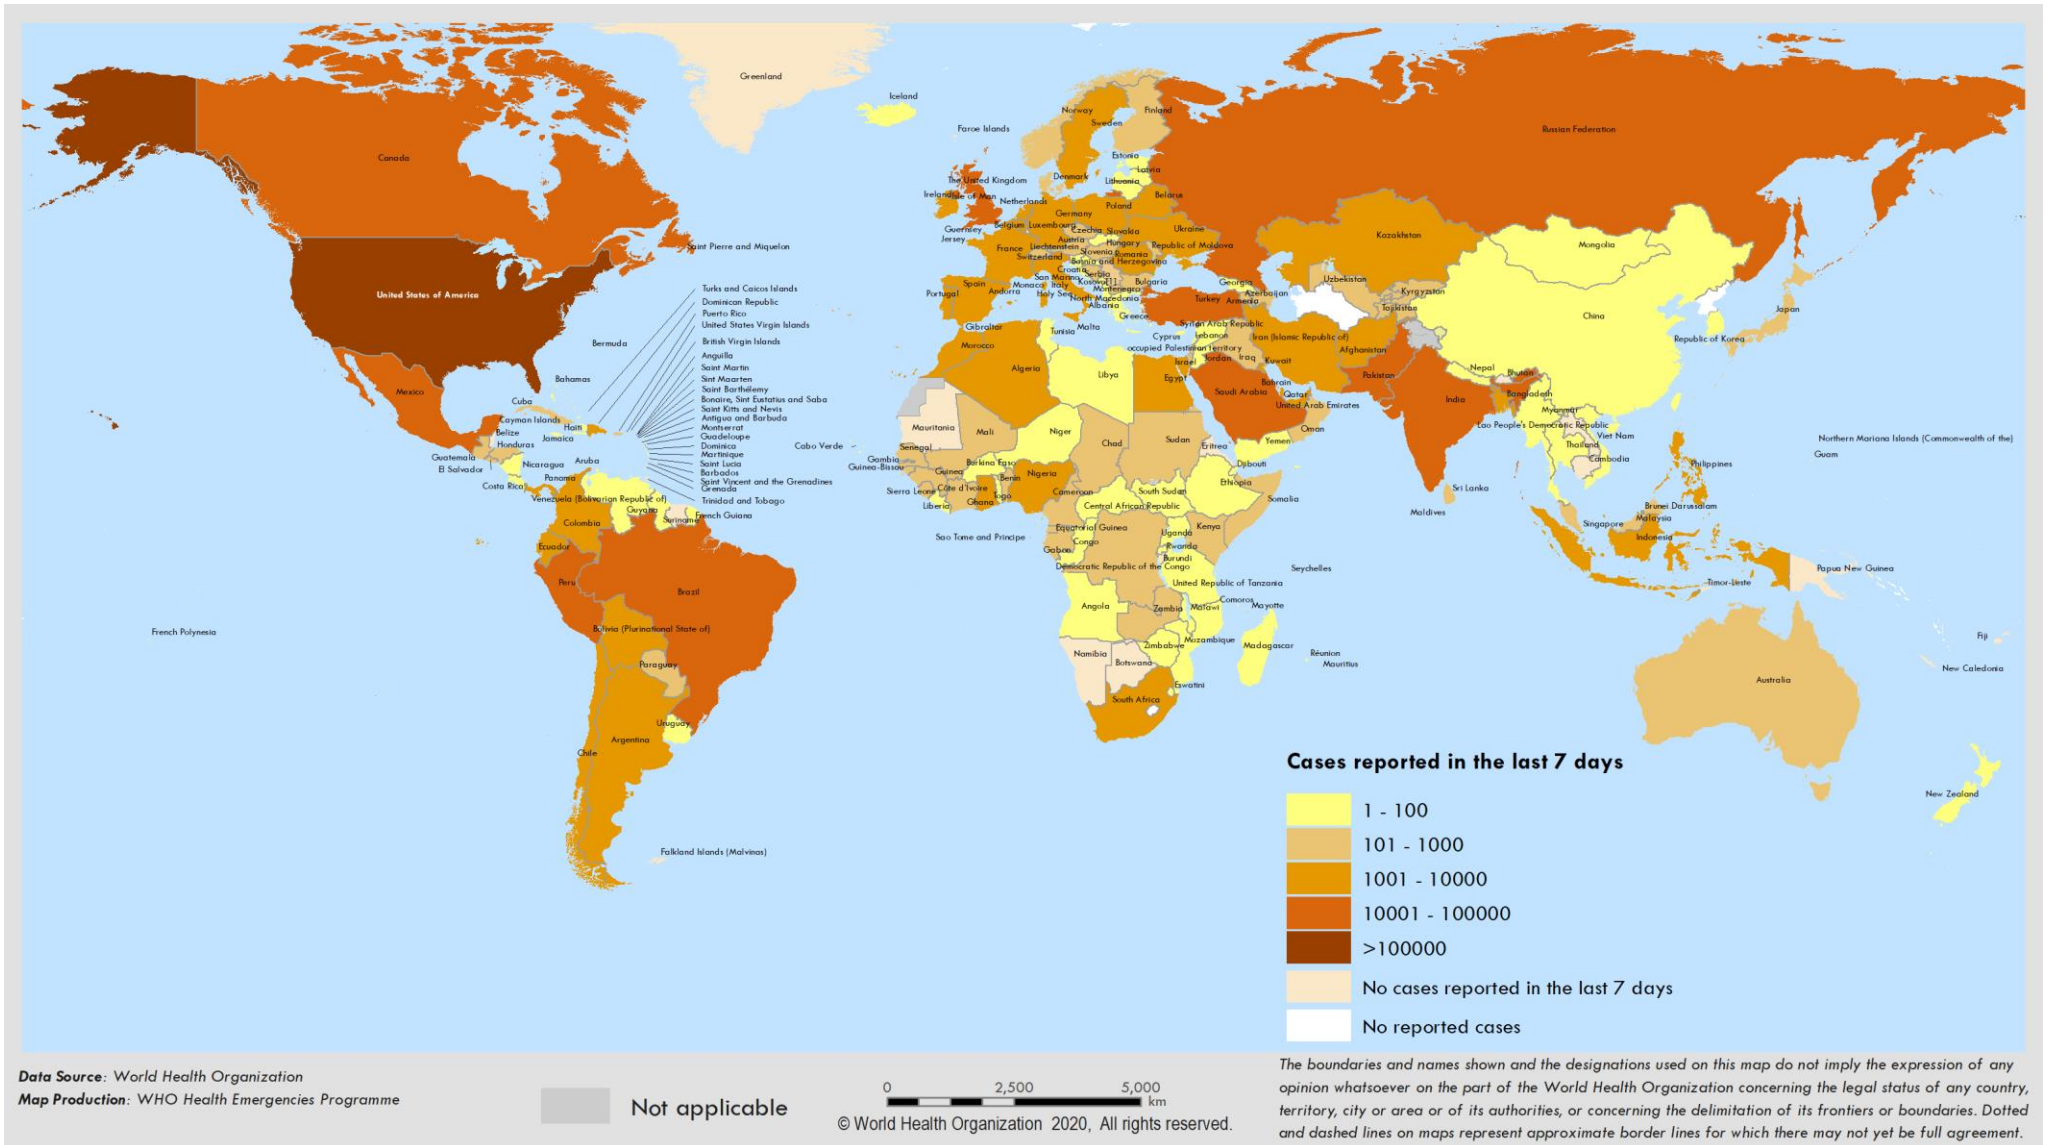 Greenland
Iceland
Faroe Islands
Norway
Sweden
Finland
Russian Federation
Canada
Estonia
Latvia
Lithuania
Denmark
The United Kingdom
Ireland
Isle of Man
Netherlands
Belarus
Poland
Germany
Guernsey
Jersey
Belgium
Luxembourg
Czechia
Slovakia
Ukraine
Austria
Hungary
Republic of Moldova
France
Liechtenstein
Slovenia
Romania
Switzerland
Bosnia and Herzegovina
Croatia
Serbia
San Marino
Kosovo[1]
Monaco
Italy
Bulgaria
Montenegro
Spain
Andorra
Holy See
North Macedonia
Portugal
Albania
Greece
Gibraltar
Malta
Tunisia
Georgia
Azerbaijan
Armenia
Turkey
Kazakhstan
Mongolia
Uzbekistan
Kyrgyzstan
Tajikistan
China
Japan
Republic of Korea
Saint Pierre and Miquelon
United States of America
Turks and Caicos Islands
Dominican Republic
Puerto Rico
United States Virgin Islands
British Virgin Islands
Anguilla
Saint Martin
Sint Maarten
Saint Barthélemy
Bonaire, Sint Eustatius and Saba
Saint Kitts and Nevis
Antigua and Barbuda
Montserrat
Guadeloupe
Dominica
Martinique
Saint Lucia
Barbados
Saint Vincent and the Grenadines
Grenada
Trinidad and Tobago
Bermuda
Bahamas
Mexico
Cuba
Cayman Islands
Haiti
Jamaica
Belize
Honduras
Guatemala
El Salvador
Nicaragua
Aruba
Costa Rica
Panama
Venezuela (Bolivarian Republic of)
Guyana
Suriname
French Guiana
Colombia
Ecuador
Peru
Brazil
Bolivia (Plurinational State of)
Paraguay
Uruguay
Argentina
Chile
Falkland Islands (Malvinas)
French Polynesia
Syrian Arab Republic
Cyprus
Lebanon
occupied Palestinian territory
Israel
Jordan
Iraq
Iran (Islamic Republic of)
Kuwait
Afghanistan
Pakistan
Morocco
Algeria
Libya
Egypt
Saudi Arabia
Bahrain
Qatar
United Arab Emirates
Oman
Yemen
India
Nepal
Bhutan
Bangladesh
Myanmar
Lao People's Democratic Republic
Thailand
Viet Nam
Cambodia
Philippines
Northern Mariana Islands (Commonwealth of the)
Guam
Sri Lanka
Maldives
Brunei Darussalam
Malaysia
Singapore
Indonesia
Timor-Leste
Papua New Guinea
Cabo Verde
Mauritania
Mali
Niger
Chad
Sudan
Eritrea
Senegal
Gambia
Guinea-Bissau
Guinea
Burkina Faso
Benin
Nigeria
Djibouti
Sierra Leone
Côte d'Ivoire
Ghana
Togo
Liberia
Cameroon
Central African Republic
South Sudan
Ethiopia
Somalia
Sao Tome and Principe
Equatorial Guinea
Gabon
Congo
Uganda
Kenya
Rwanda
Burundi
Democratic Republic of the Congo
United Republic of Tanzania
Seychelles
Angola
Zambia
Malawi
Comoros
Mayotte
Mozambique
Zimbabwe
Madagascar
Namibia
Botswana
Réunion
Mauritius
Eswatini
South Africa
Australia
Fiji
New Caledonia
New Zealand
Cases reported in the last 7 days
1 - 100
101 - 1000
1001 - 10000
10001 - 100000
>100000
No cases reported in the last 7 days
No reported cases
Data Source: World Health Organization
Map Production: WHO Health Emergencies Programme
Not applicable
0 2,500 5,000
km
© World Health Organization 2020, All rights reserved.
The boundaries and names shown and the designations used on this map do not imply the expression of any
opinion whatsoever on the part of the World Health Organization concerning the legal status of any country,
territory, city or area or of its authorities, or concerning the delimitation of its frontiers or boundaries. Dotted
and dashed lines on maps represent approximate border lines for which there may not yet be full agreement.